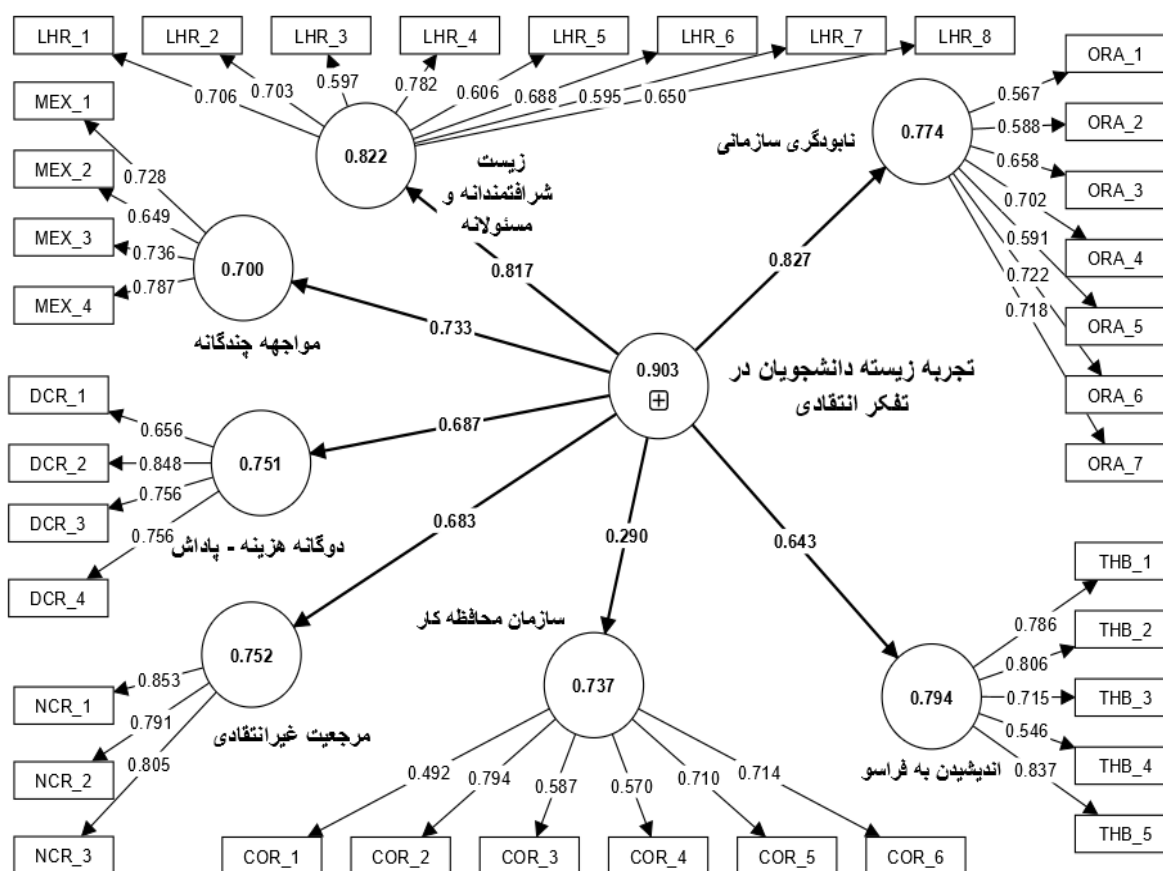 LHR_1 LHR_2 LHR_3 LHR_4 LHR_5 LHR_6 LHR_7 LHR_8
0.706 0.703 0.597 0.782 0.606 0.688 0.595 0.650
0.822
زیست
شرافتمندانه و
مسئولانه
0.817
MEX_1
MEX_2
MEX_3
MEX_4
0.728
0.649
0.736
0.787
0.700
مواجهه چندگانه
0.733
DCR_1
DCR_2
DCR_3
DCR_4
0.656
0.848
0.756
0.756
0.751
دوگانه هزینه - پاداش
0.687
NCR_1
NCR_2
NCR_3
0.853
0.791
0.805
0.752
مرجعیت غیرانتقادی
0.683
سازمان محافظه کار
0.290
0.737
0.492 0.794 0.587 0.570 0.710 0.714
COR_1 COR_2 COR_3 COR_4 COR_5 COR_6
0.903
تجربه زیسته دانشجویان در
تفکر انتقادی
0.827
نابودگری سازمانی
0.774
0.567
0.588
0.658
0.702
0.591
0.722
0.718
ORA_1
ORA_2
ORA_3
ORA_4
ORA_5
ORA_6
ORA_7
0.643
0.794
اندیشیدن به فراسو
0.786
0.806
0.715
0.546
0.837
THB_1
THB_2
THB_3
THB_4
THB_5